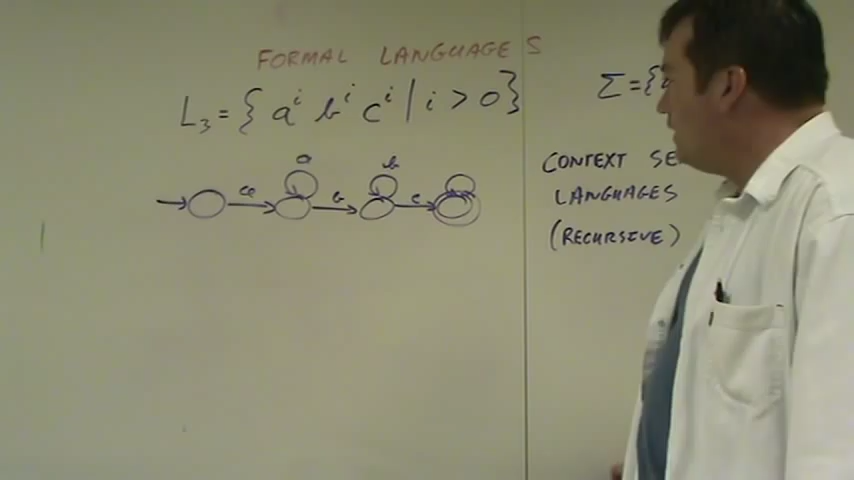 FORMAL LANGUAGES
L₃ = { aⁱ bⁱ cⁱ | i > 0 }
Σ = {
CONTEXT SE
LANGUAGES
(RECURSIVE)
a b
a b c